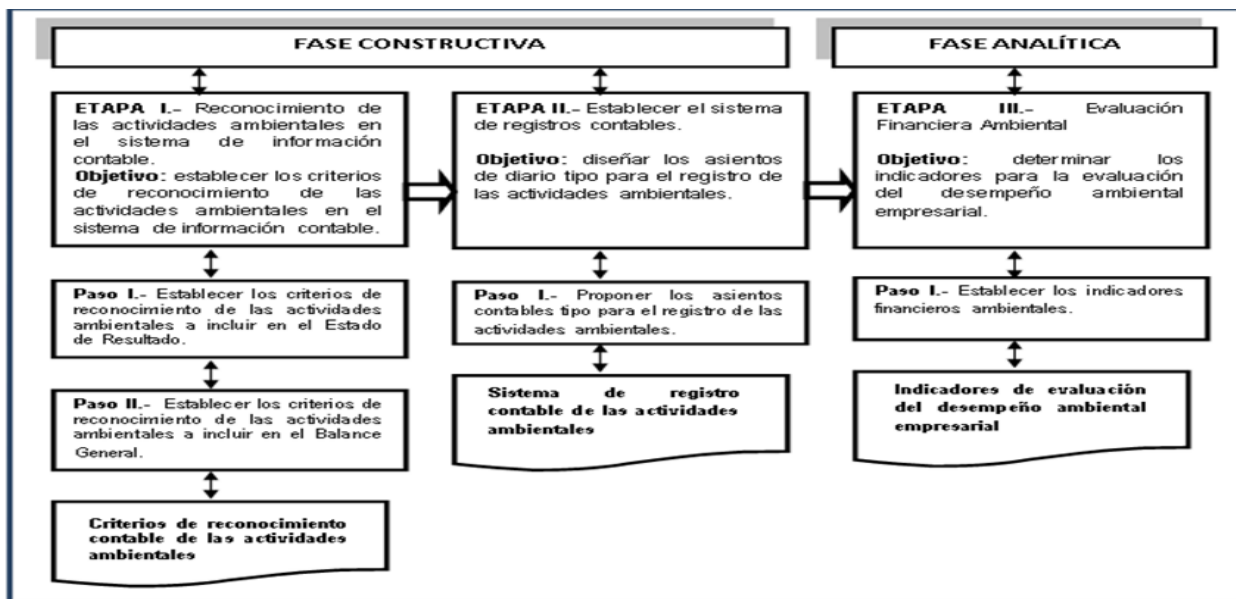 FASE CONSTRUCTIVA
FASE ANALÍTICA
ETAPA I.- Reconocimiento de
las actividades ambientales en
el sistema de información
contable.
Objetivo: establecer los criterios
de reconocimiento de las
actividades ambientales en el
sistema de información contable.
ETAPA II.- Establecer el sistema
de registros contables.
Objetivo: diseñar los asientos
de diario tipo para el registro de
las actividades ambientales.
ETAPA III.- Evaluación
Financiera Ambiental
Objetivo: determinar los
indicadores para la evaluación
del desempeño ambiental
empresarial.
Paso I.- Establecer los criterios de
reconocimiento de las actividades
ambientales a incluir en el Estado
de Resultado.
Paso I.- Proponer los asientos
contables tipo para el registro de las
actividades ambientales.
Paso I.- Establecer los indicadores
financieros ambientales.
Paso II.- Establecer los criterios de
reconocimiento de las actividades
ambientales a incluir en el Balance
General.
Sistema de registro
contable de las actividades
ambientales
Indicadores de evaluación
del desempeño ambiental
empresarial
Criterios de reconocimiento
contable de las actividades
ambientales